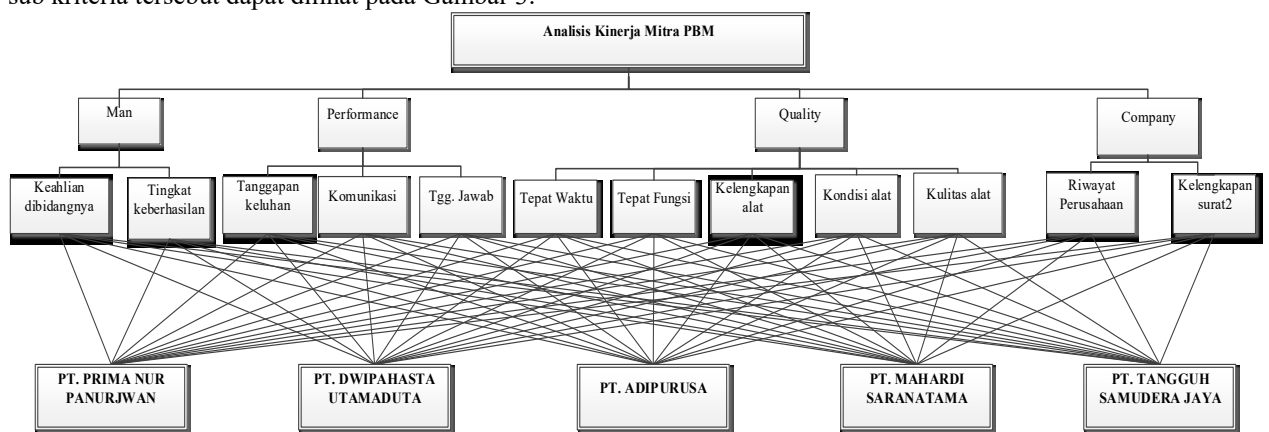 sub kriteria tersebut dapat dilihat pada Gambar 3.
Analisis Kinerja Mitra PBM
Man
Performance
Quality
Company
Keahlian
dibidangnya
Tingkat
keberhasilan
Tanggapan
keluhan
Komunikasi
Tgg. Jawab
Tepat Waktu
Tepat Fungsi
Kelengkapan
alat
Kondisi alat
Kulitas alat
Riwayat
Perusahaan
Kelengkapan
surat2
PT. PRIMA NUR
PANURJWAN
PT. DWIPAHASTA
UTAMADUTA
PT. ADIPURUSA
PT. MAHARDI
SARANATAMA
PT. TANGGUH
SAMUDERA JAYA